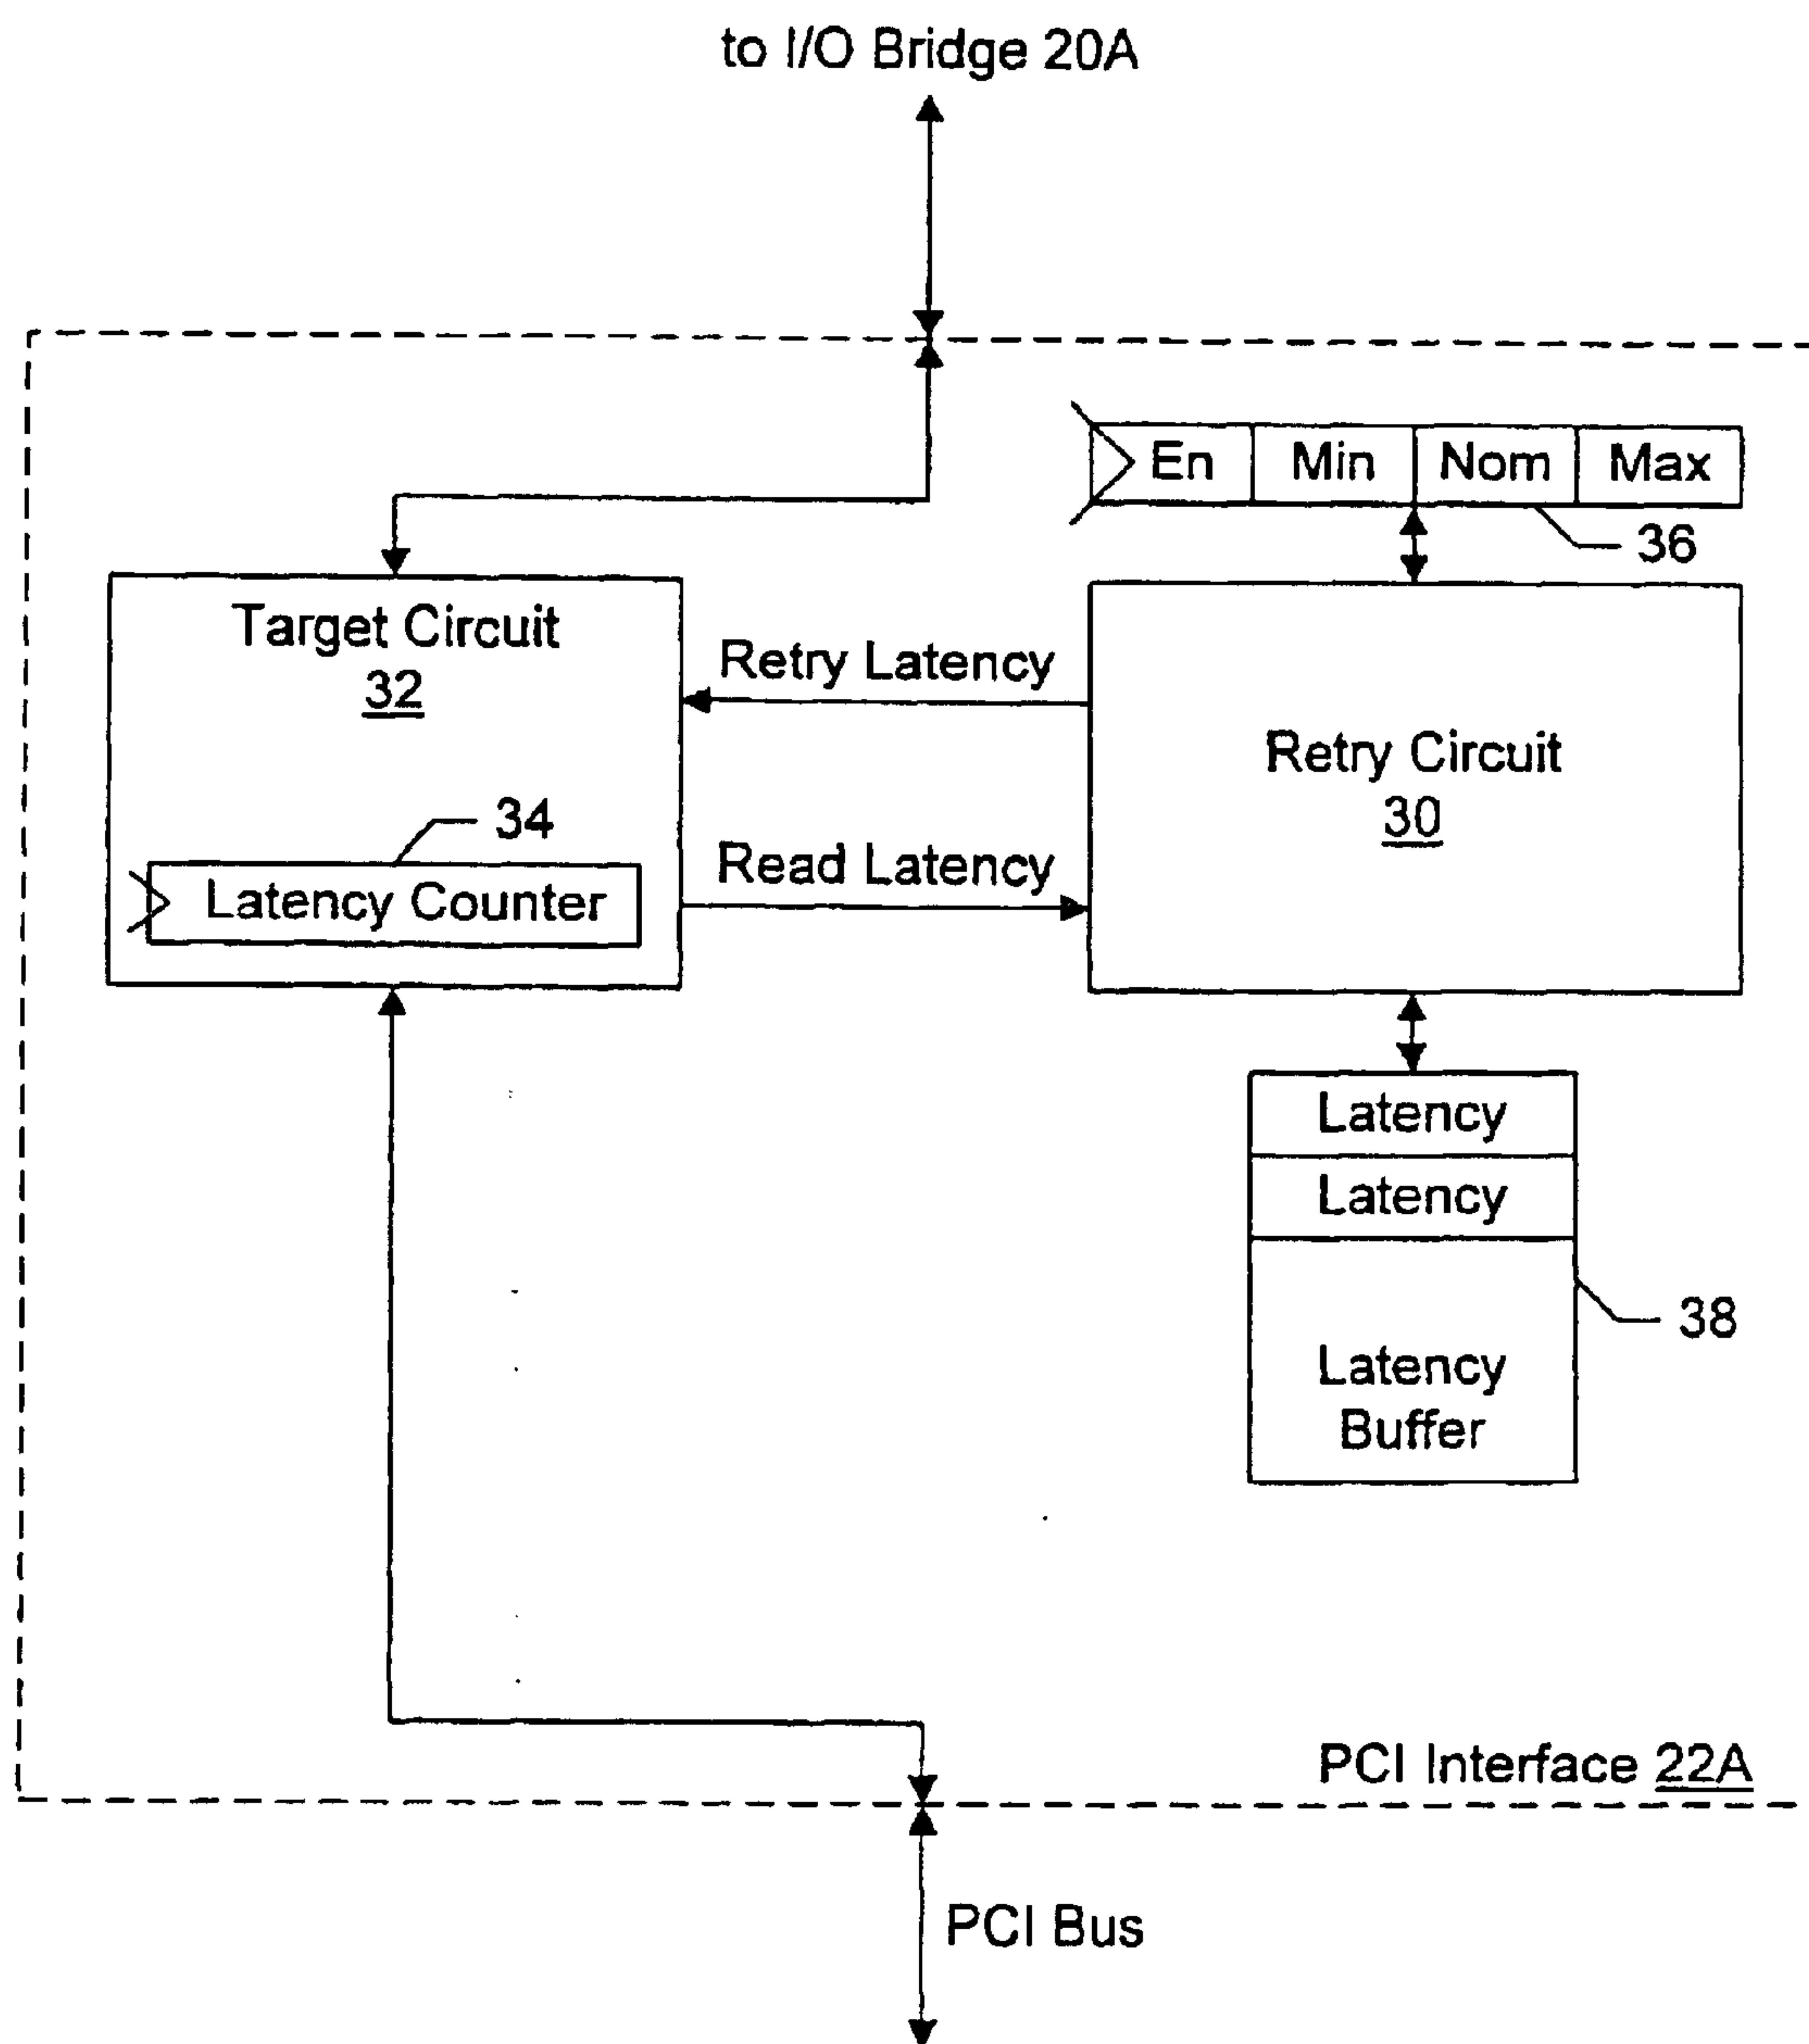 to I/O Bridge 20A
En Min Nom Max
36
Target Circuit
32
Retry Latency
Retry Circuit
30
34
Latency Counter
Read Latency
Latency
Latency
38
Latency
Buffer
PCI Interface 22A
PCI Bus